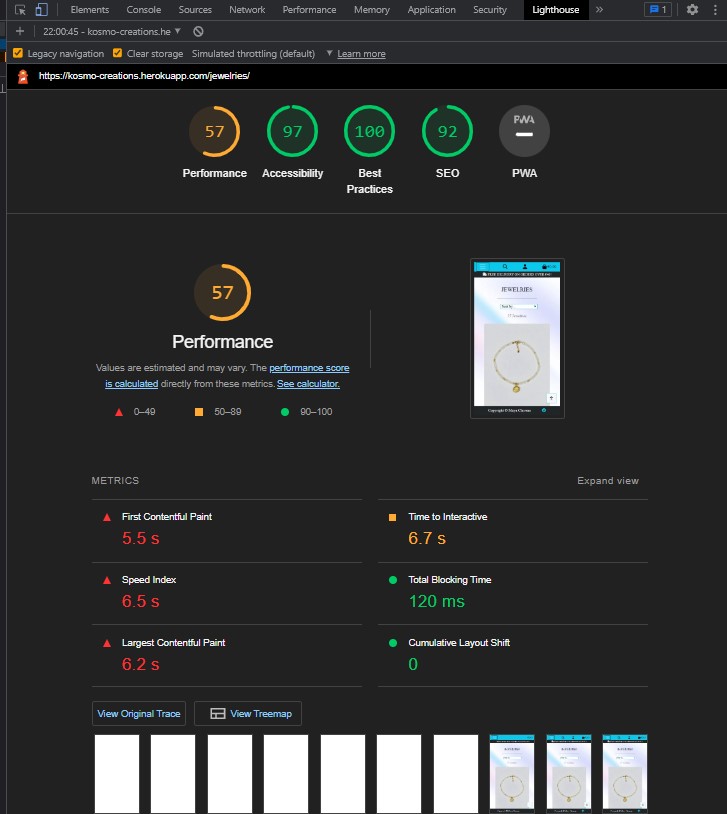 Elements Console Sources Network Performance Memory Application Security Lighthouse » 1
+ 22:00:45 - kosmo-creations.he ▼
Legacy navigation Clear storage Simulated throttling (default) ▼ Learn more
https://kosmo-creations.herokuapp.com/jewelries/
57 97 100 92 PWA
Performance Accessibility Best Practices SEO PWA
57
Performance
Values are estimated and may vary. The performance score
is calculated directly from these metrics. See calculator.
0–49 50–89 90–100
JEWELRIES
METRICS Expand view
First Contentful Paint Time to Interactive
5.5 s 6.7 s
Speed Index Total Blocking Time
6.5 s 120 ms
Largest Contentful Paint Cumulative Layout Shift
6.2 s 0
View Original Trace View Treemap